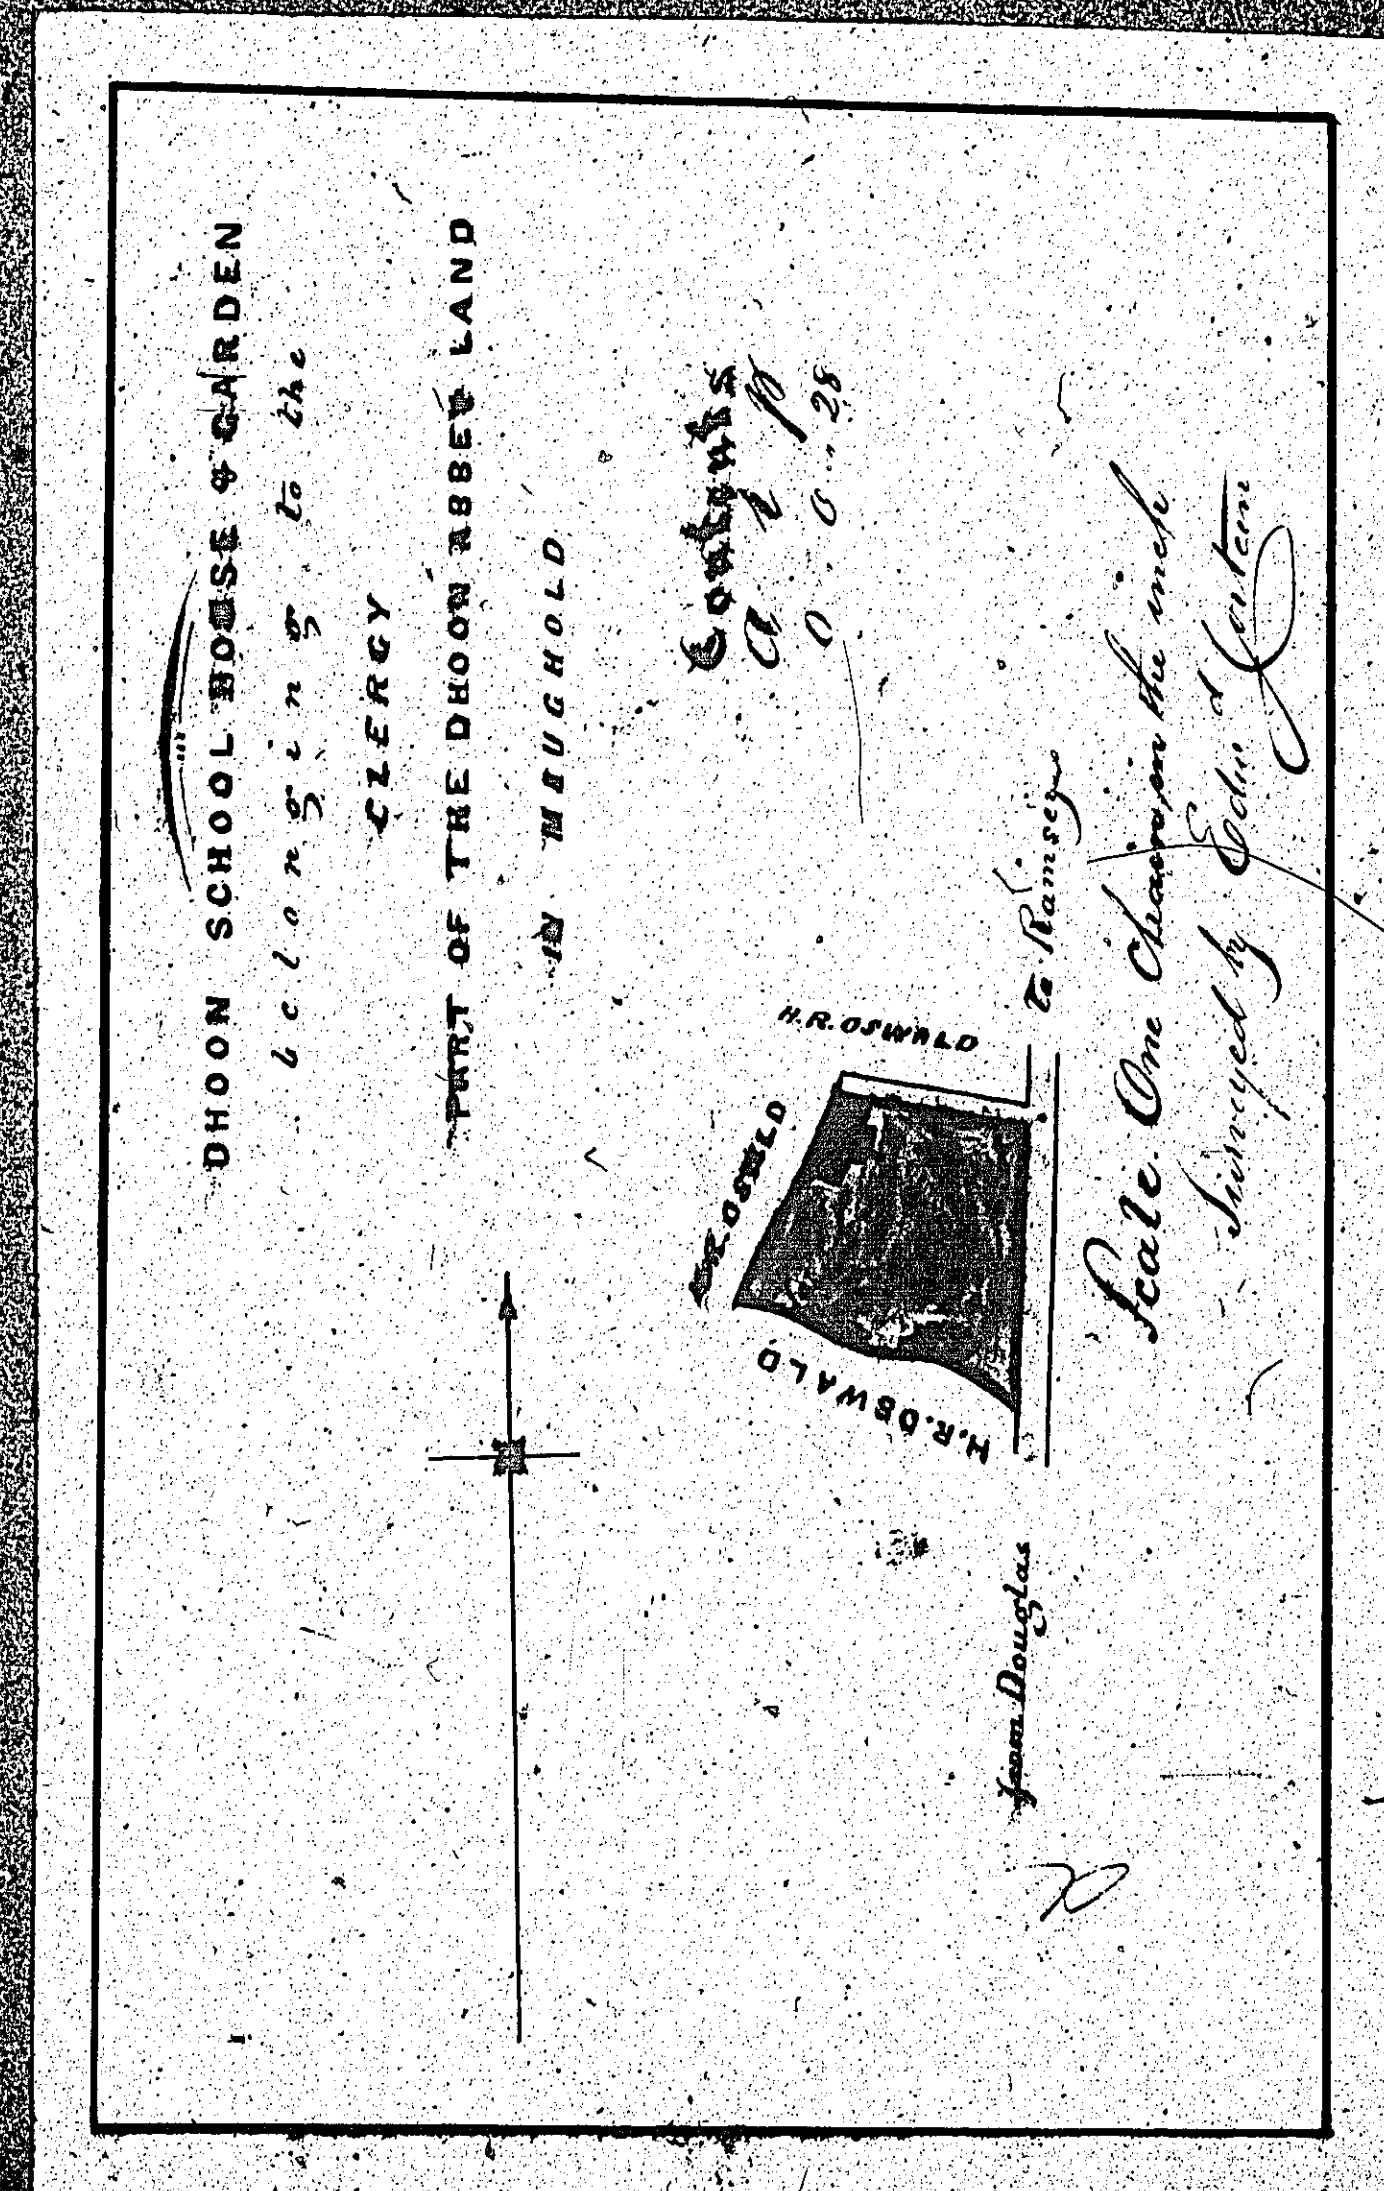 DHOON SCHOOL HOUSE & GARDEN
belonging to the
CLERGY
PART OF THE DHOON ABBEY LAND
IN MAUGHOLD
Contents
a r p
0 0 .. 28
H.R. OSWALD
H.R. OSWALD
H.R. OSWALD
from Douglas
To Ramsey
Scale. One Chain on the inch
Surveyed by Edwd